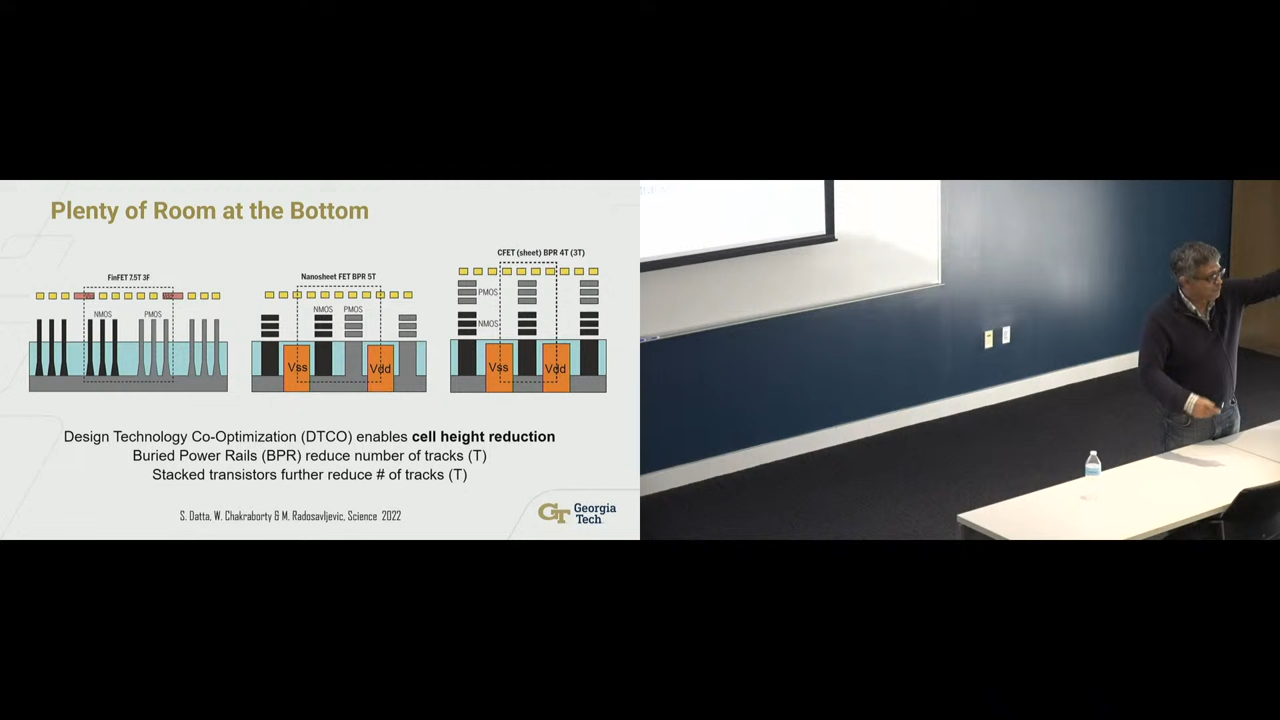 Plenty of Room at the Bottom
FinFET 7.5T 3F
NMOS
PMOS
Nanosheet FET BPR 5T
NMOS
PMOS
Vss
Vdd
CFET (sheet) BPR 4T (3T)
PMOS
NMOS
Vss
Vdd
Design Technology Co-Optimization (DTCO) enables cell height reduction
Buried Power Rails (BPR) reduce number of tracks (T)
Stacked transistors further reduce # of tracks (T)
S. Datta, W. Chakraborty & M. Radosavljevic, Science 2022
GT Georgia
Tech